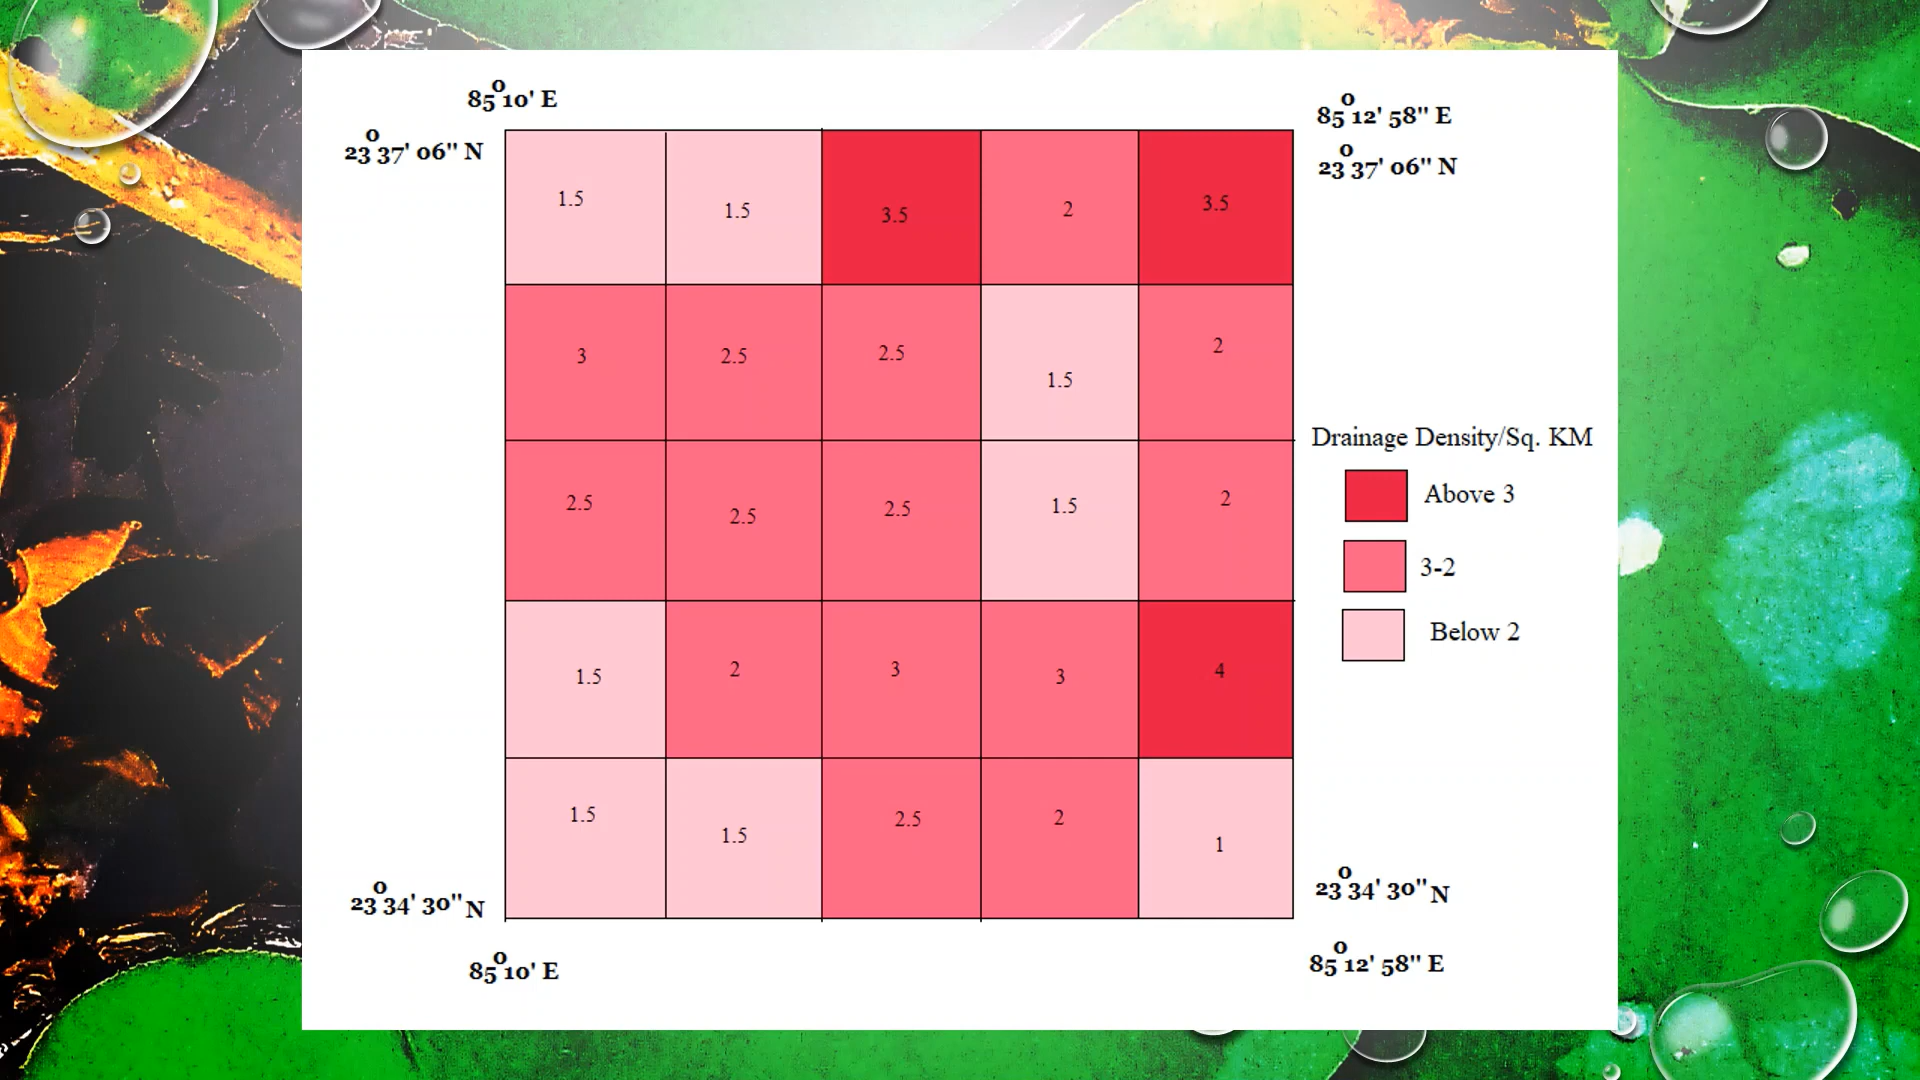 85°10' E
85°12' 58" E
23°37' 06" N
23°37' 06" N
1.5 1.5 3.5 2 3.5
3 2.5 2.5 1.5 2
Drainage Density/Sq. KM
Above 3
2.5 2.5 2.5 1.5 2
3-2
Below 2
1.5 2 3 3 4
1.5 1.5 2.5 2 1
23°34' 30" N
23°34' 30" N
85°10' E
85°12' 58" E